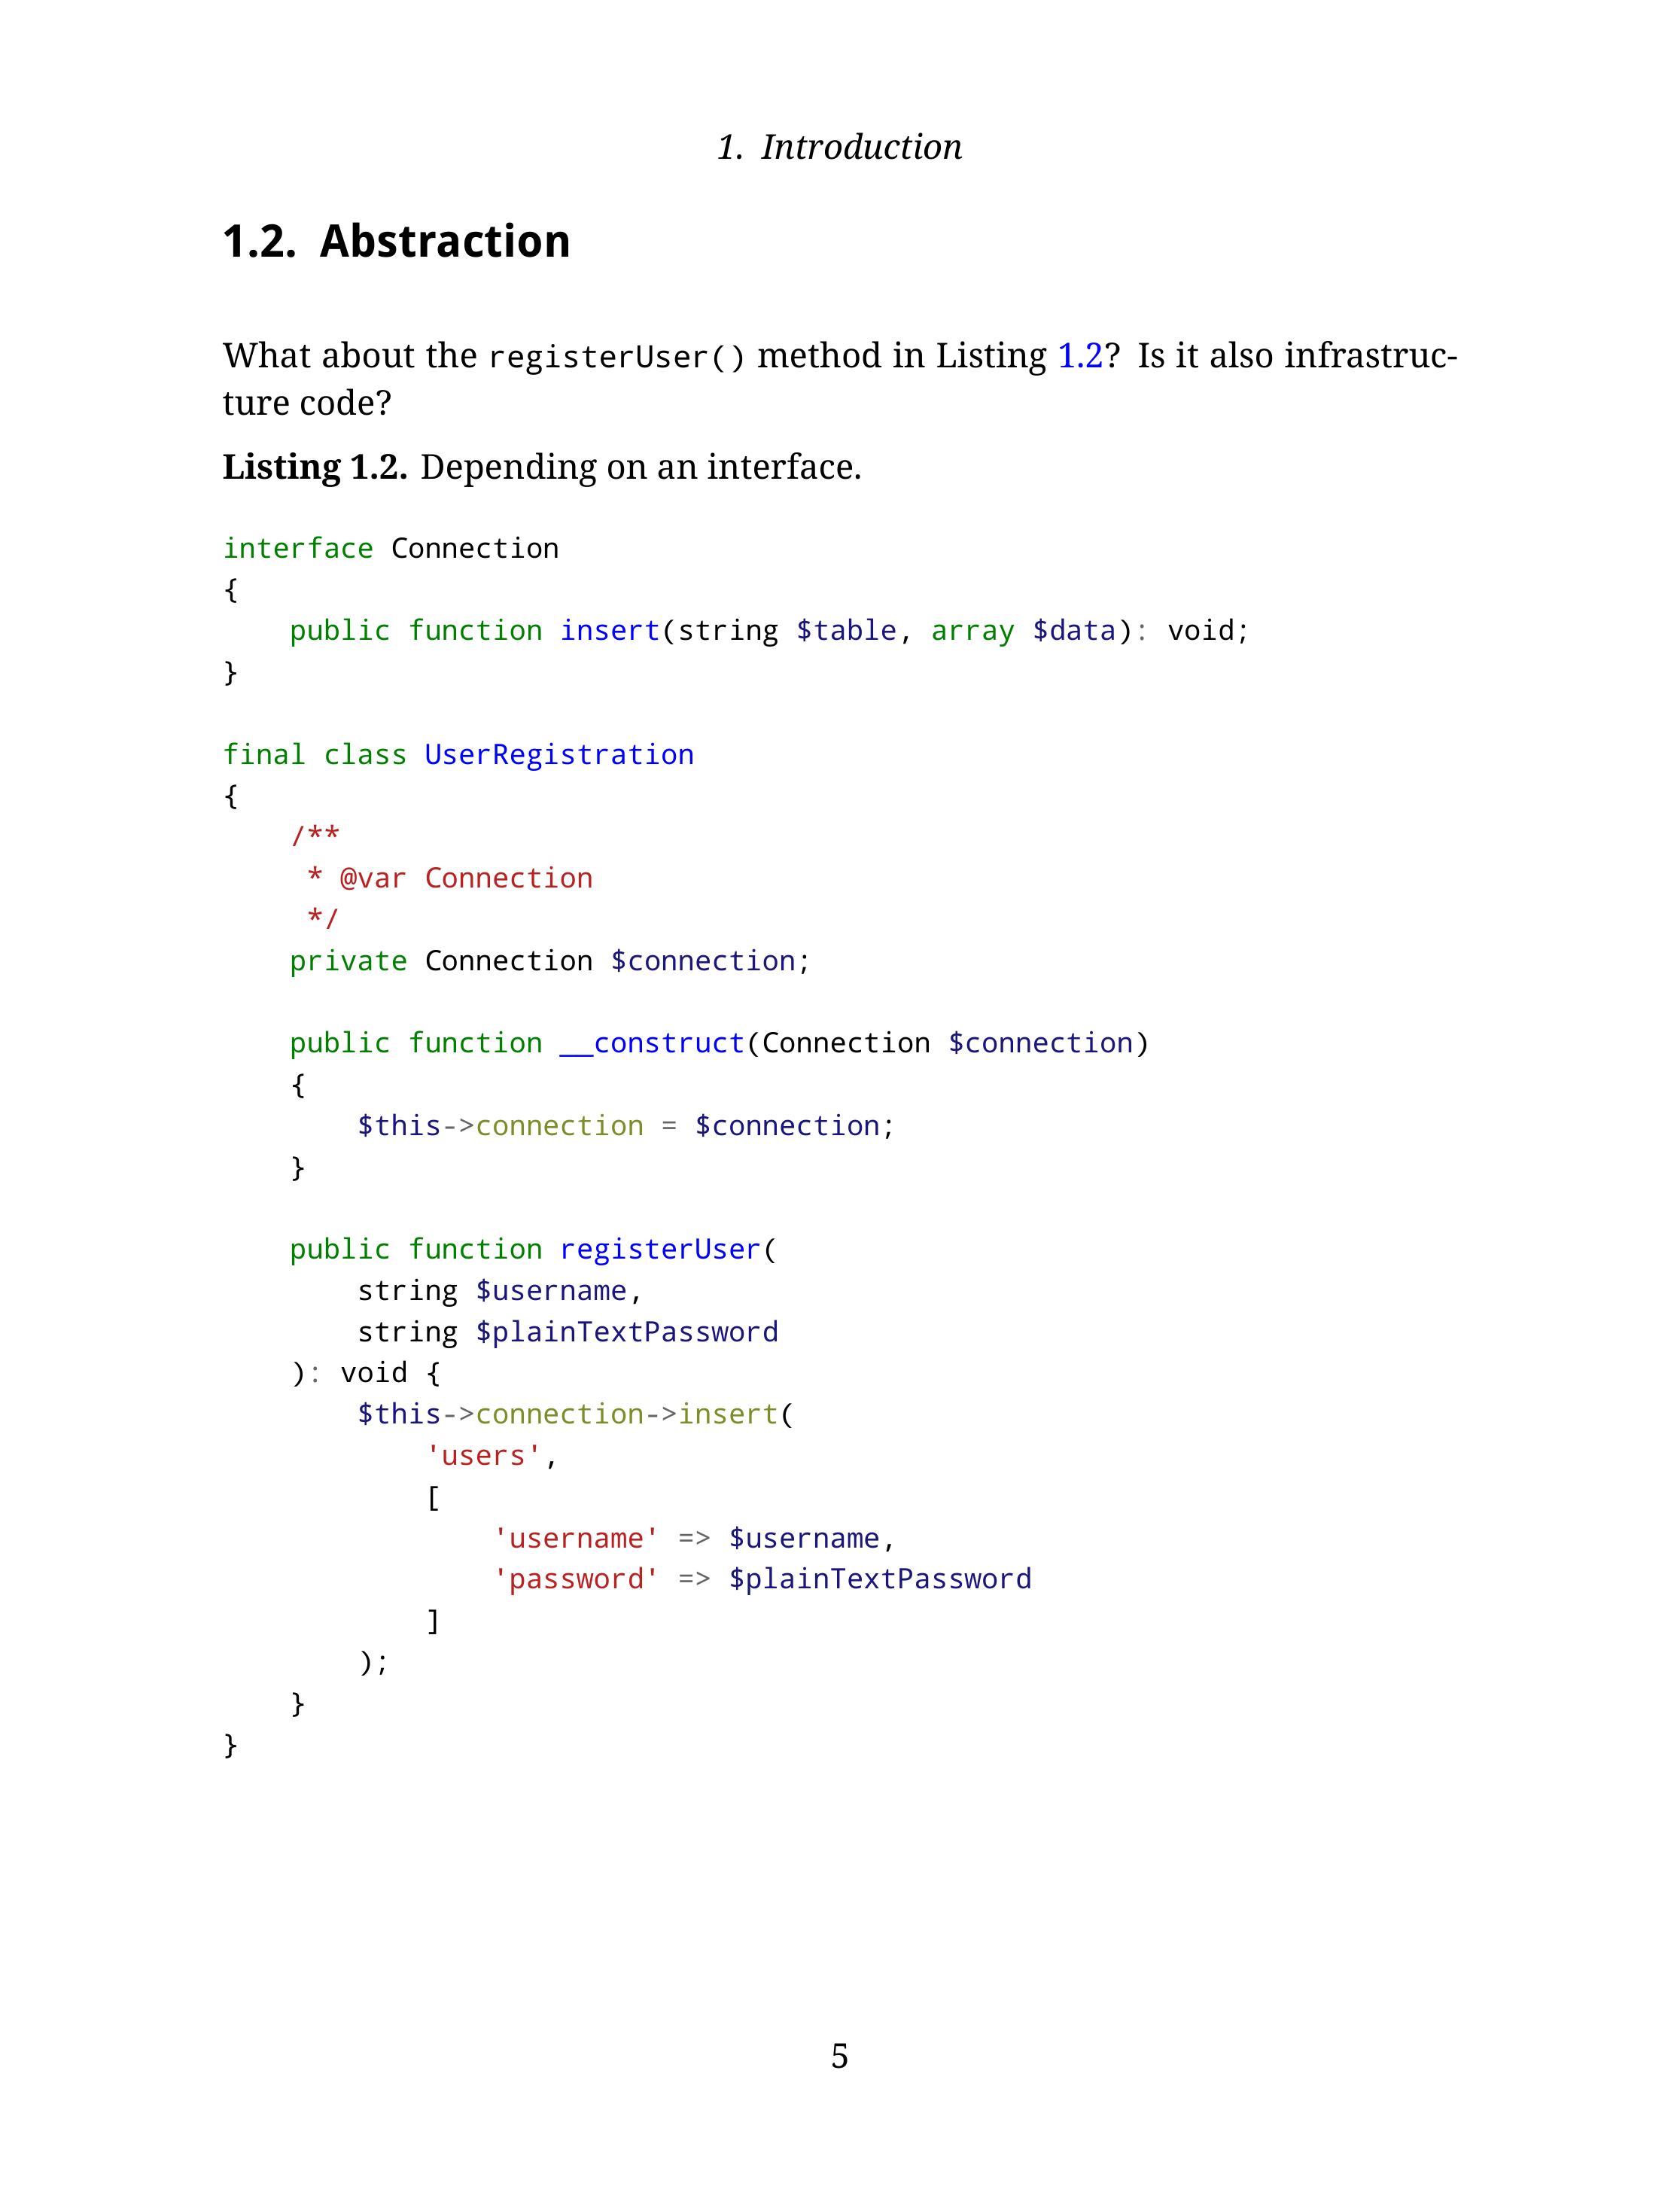 1. Introduction
1.2. Abstraction
What about the registerUser() method in Listing 1.2? Is it also infrastruc-
ture code?
Listing 1.2. Depending on an interface.
interface Connection
{
    public function insert(string $table, array $data): void;
}
final class UserRegistration
{
    /**
     * @var Connection
     */
    private Connection $connection;
    public function __construct(Connection $connection)
    {
        $this->connection = $connection;
    }
    public function registerUser(
        string $username,
        string $plainTextPassword
    ): void {
        $this->connection->insert(
            'users',
            [
                'username' => $username,
                'password' => $plainTextPassword
            ]
        );
    }
}
5